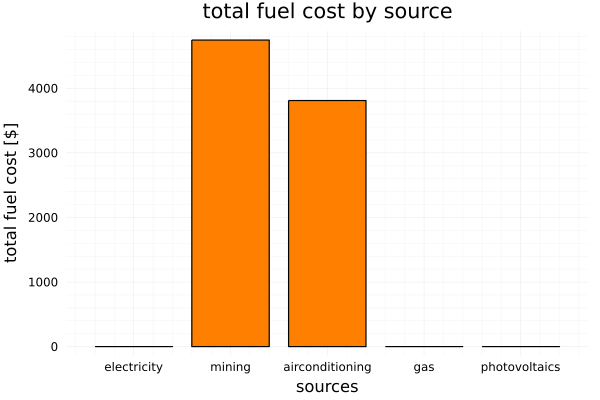 total fuel cost by source
total fuel cost [$]
4000
3000
2000
1000
0
electricity mining airconditioning gas photovoltaics
sources